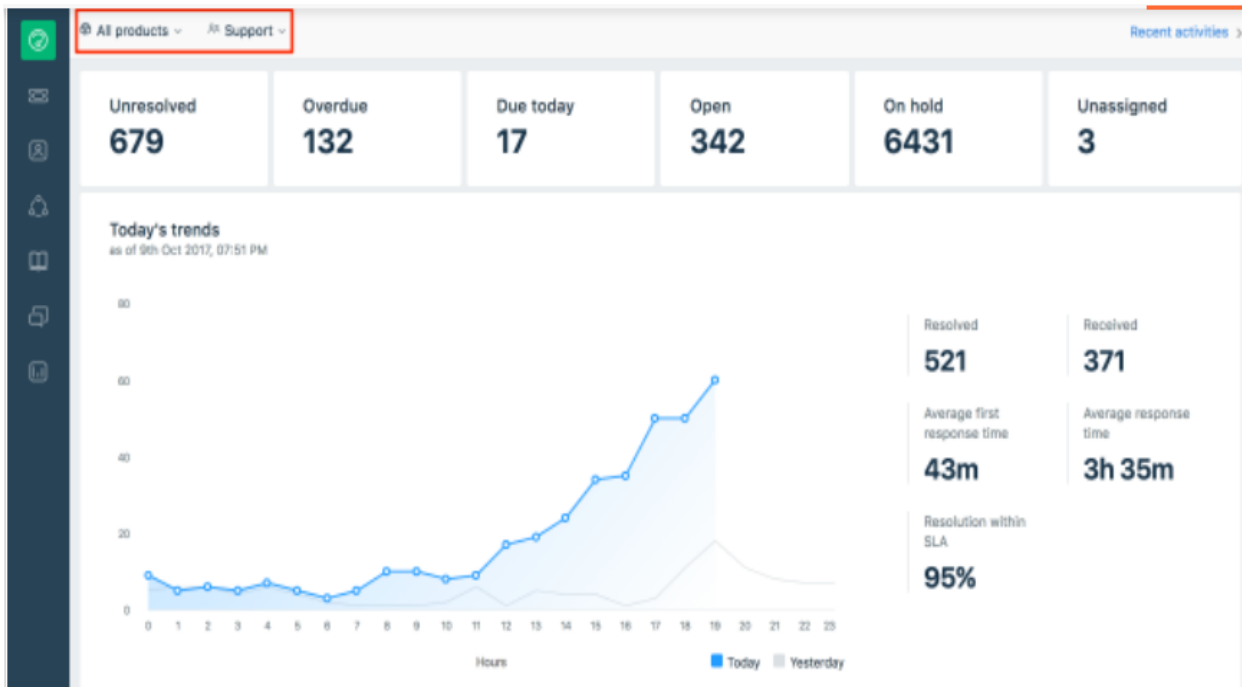 All products Support
Recent activities
Unresolved
679
Overdue
132
Due today
17
Open
342
On hold
6431
Unassigned
3
Today's trends
as of 9th Oct 2017, 07:51 PM
80
60
40
20
0
0 1 2 3 4 5 6 7 8 9 10 11 12 13 14 15 16 17 18 19 20 21 22 23
Hours
Today Yesterday
Resolved
521
Received
371
Average first
response time
43m
Average response
time
3h 35m
Resolution within
SLA
95%